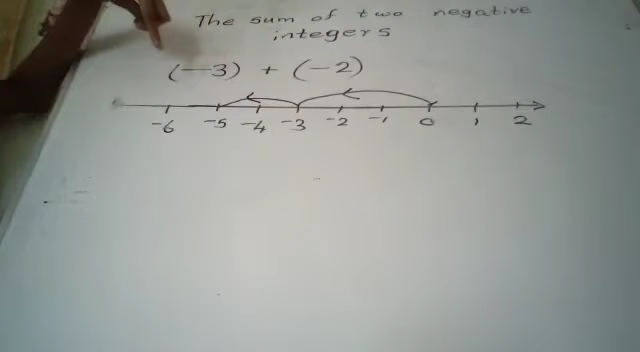 The sum of two negative
integers
(-3) + (-2)
-6 -5 -4 -3 -2 -1 0 1 2